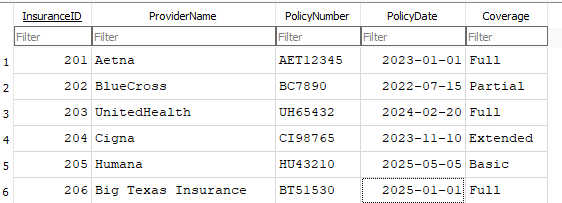 InsuranceID ProviderName PolicyNumber PolicyDate Coverage
Filter Filter Filter Filter Filter
1 201 Aetna AET12345 2023-01-01 Full
2 202 BlueCross BC7890 2022-07-15 Partial
3 203 UnitedHealth UH65432 2024-02-20 Full
4 204 Cigna CI98765 2023-11-10 Extended
5 205 Humana HU43210 2025-05-05 Basic
6 206 Big Texas Insurance BT51530 2025-01-01 Full